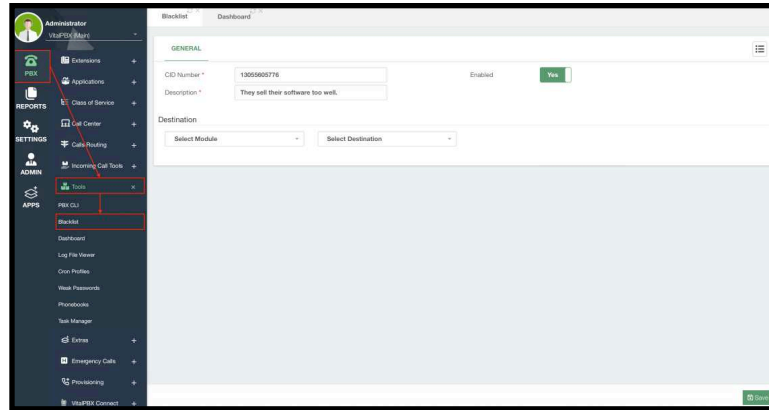 Administrator
VitalPBX (Main)
PBX
REPORTS
SETTINGS
ADMIN
APPS
Extensions +
Applications +
Class of Service +
Call Center +
Calls Routing +
Incoming Call Tools +
Tools ×
PBX CLI
Blacklist
Dashboard
Log File Viewer
Cron Profiles
Weak Passwords
Phonebooks
Task Manager
Extras +
Emergency Calls +
Provisioning +
VitalPBX Connect +
Blacklist Dashboard
GENERAL
CID Number * 13055605776 Enabled Yes
Description * They sell their software too well.
Destination
Select Module Select Destination
Save